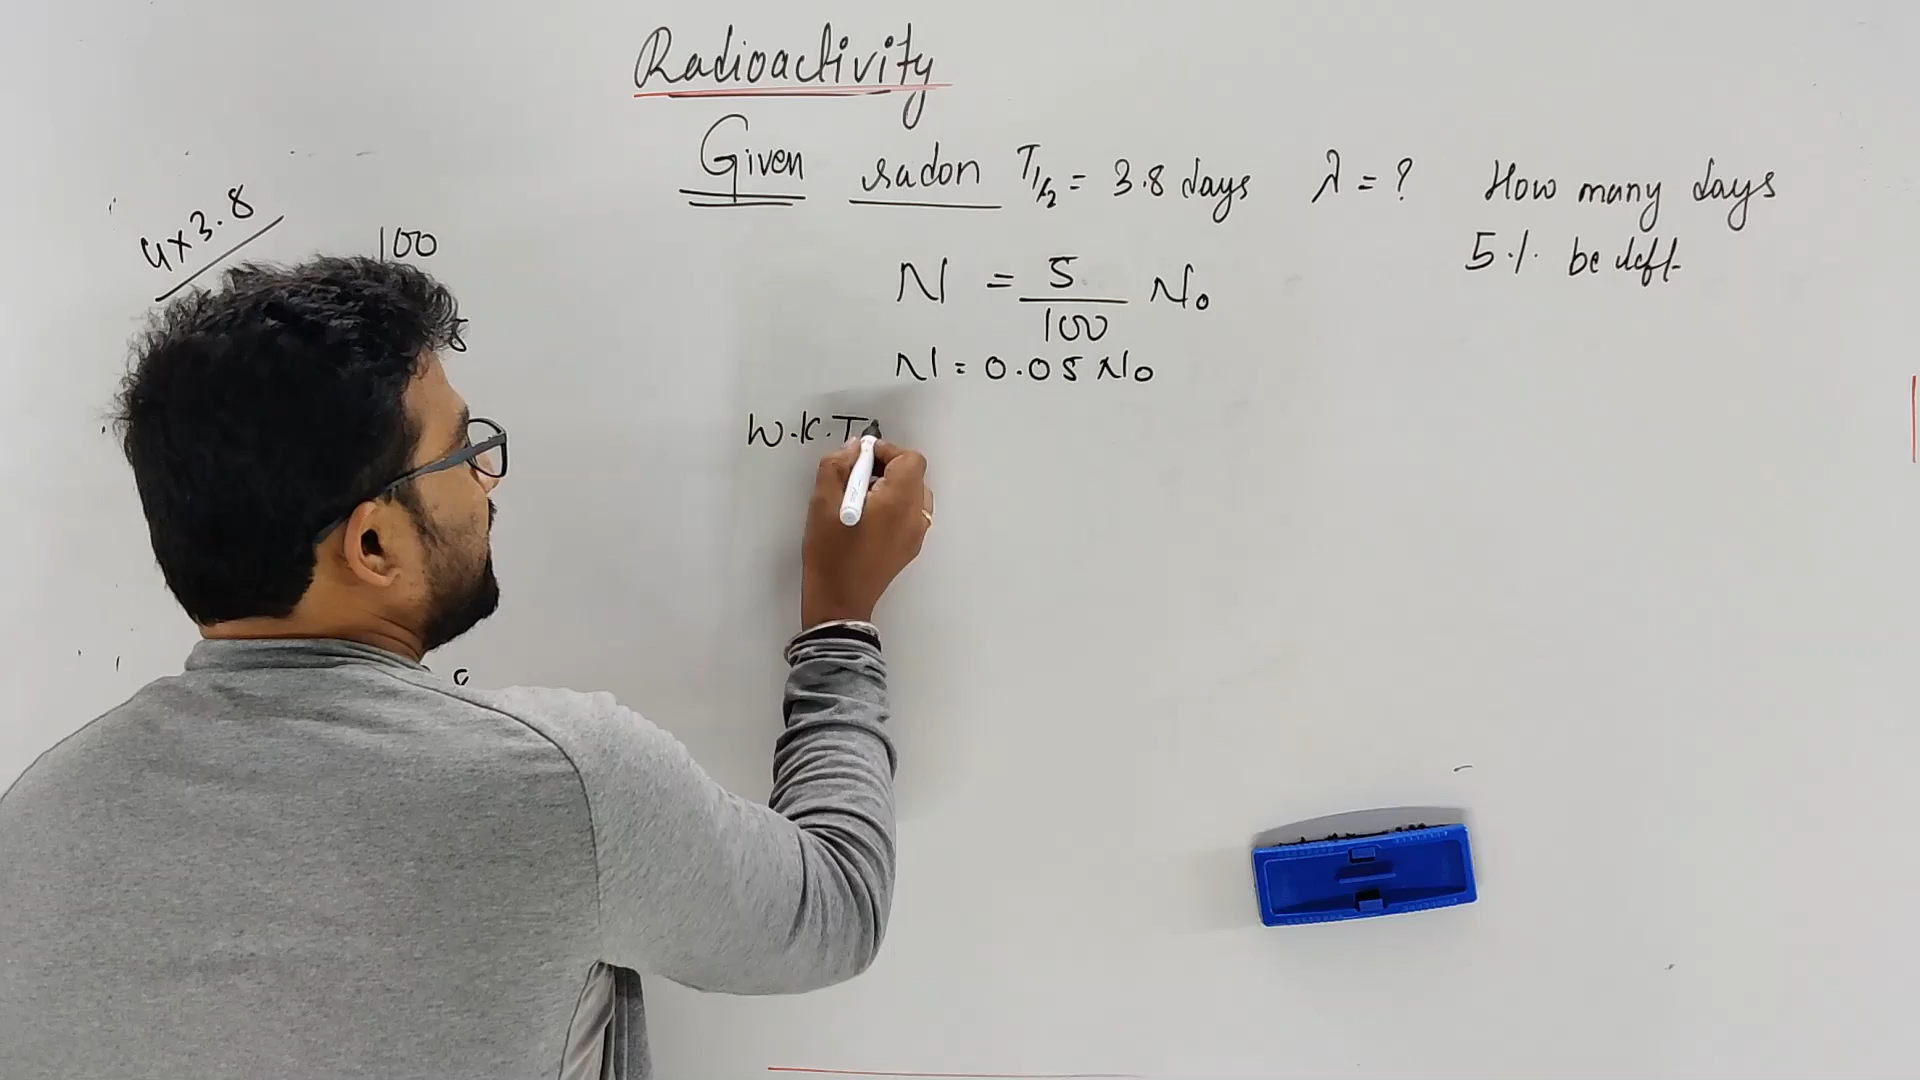 Radioactivity
Given radon T1/2 = 3.8 days λ = ? How many days
5 % be left
4×3.8
100
N = 5/100 N₀
N = 0.05 N₀
W.K.T